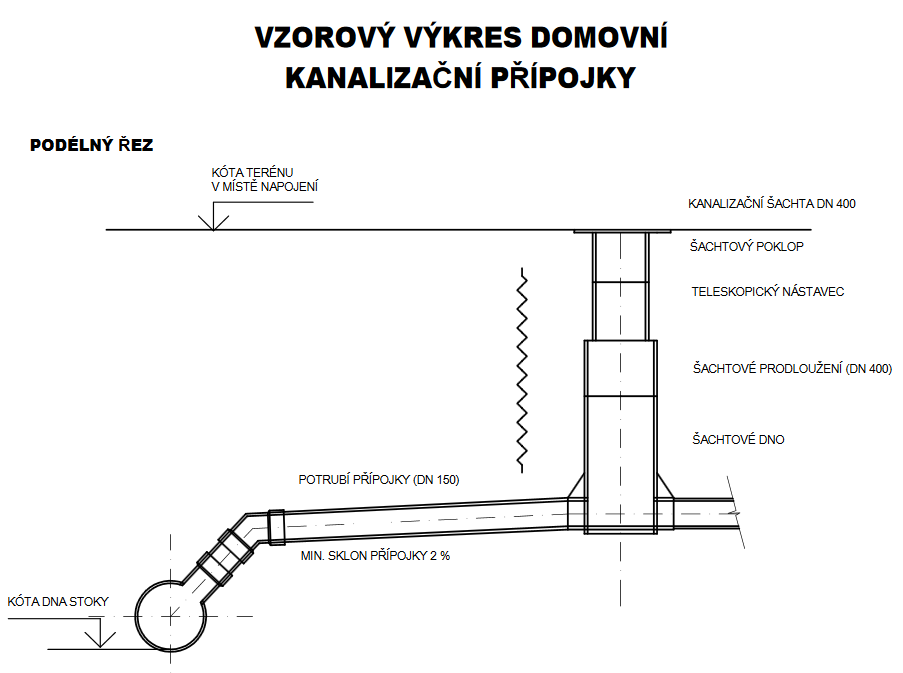 VZOROVÝ VÝKRES DOMOVNÍ
KANALIZAČNÍ PŘÍPOJKY
PODÉLNÝ ŘEZ
KÓTA TERÉNU
V MÍSTĚ NAPOJENÍ
KANALIZAČNÍ ŠACHTA DN 400
ŠACHTOVÝ POKLOP
TELESKOPICKÝ NÁSTAVEC
ŠACHTOVÉ PRODLOUŽENÍ (DN 400)
ŠACHTOVÉ DNO
POTRUBÍ PŘÍPOJKY (DN 150)
MIN. SKLON PŘÍPOJKY 2 %
KÓTA DNA STOKY